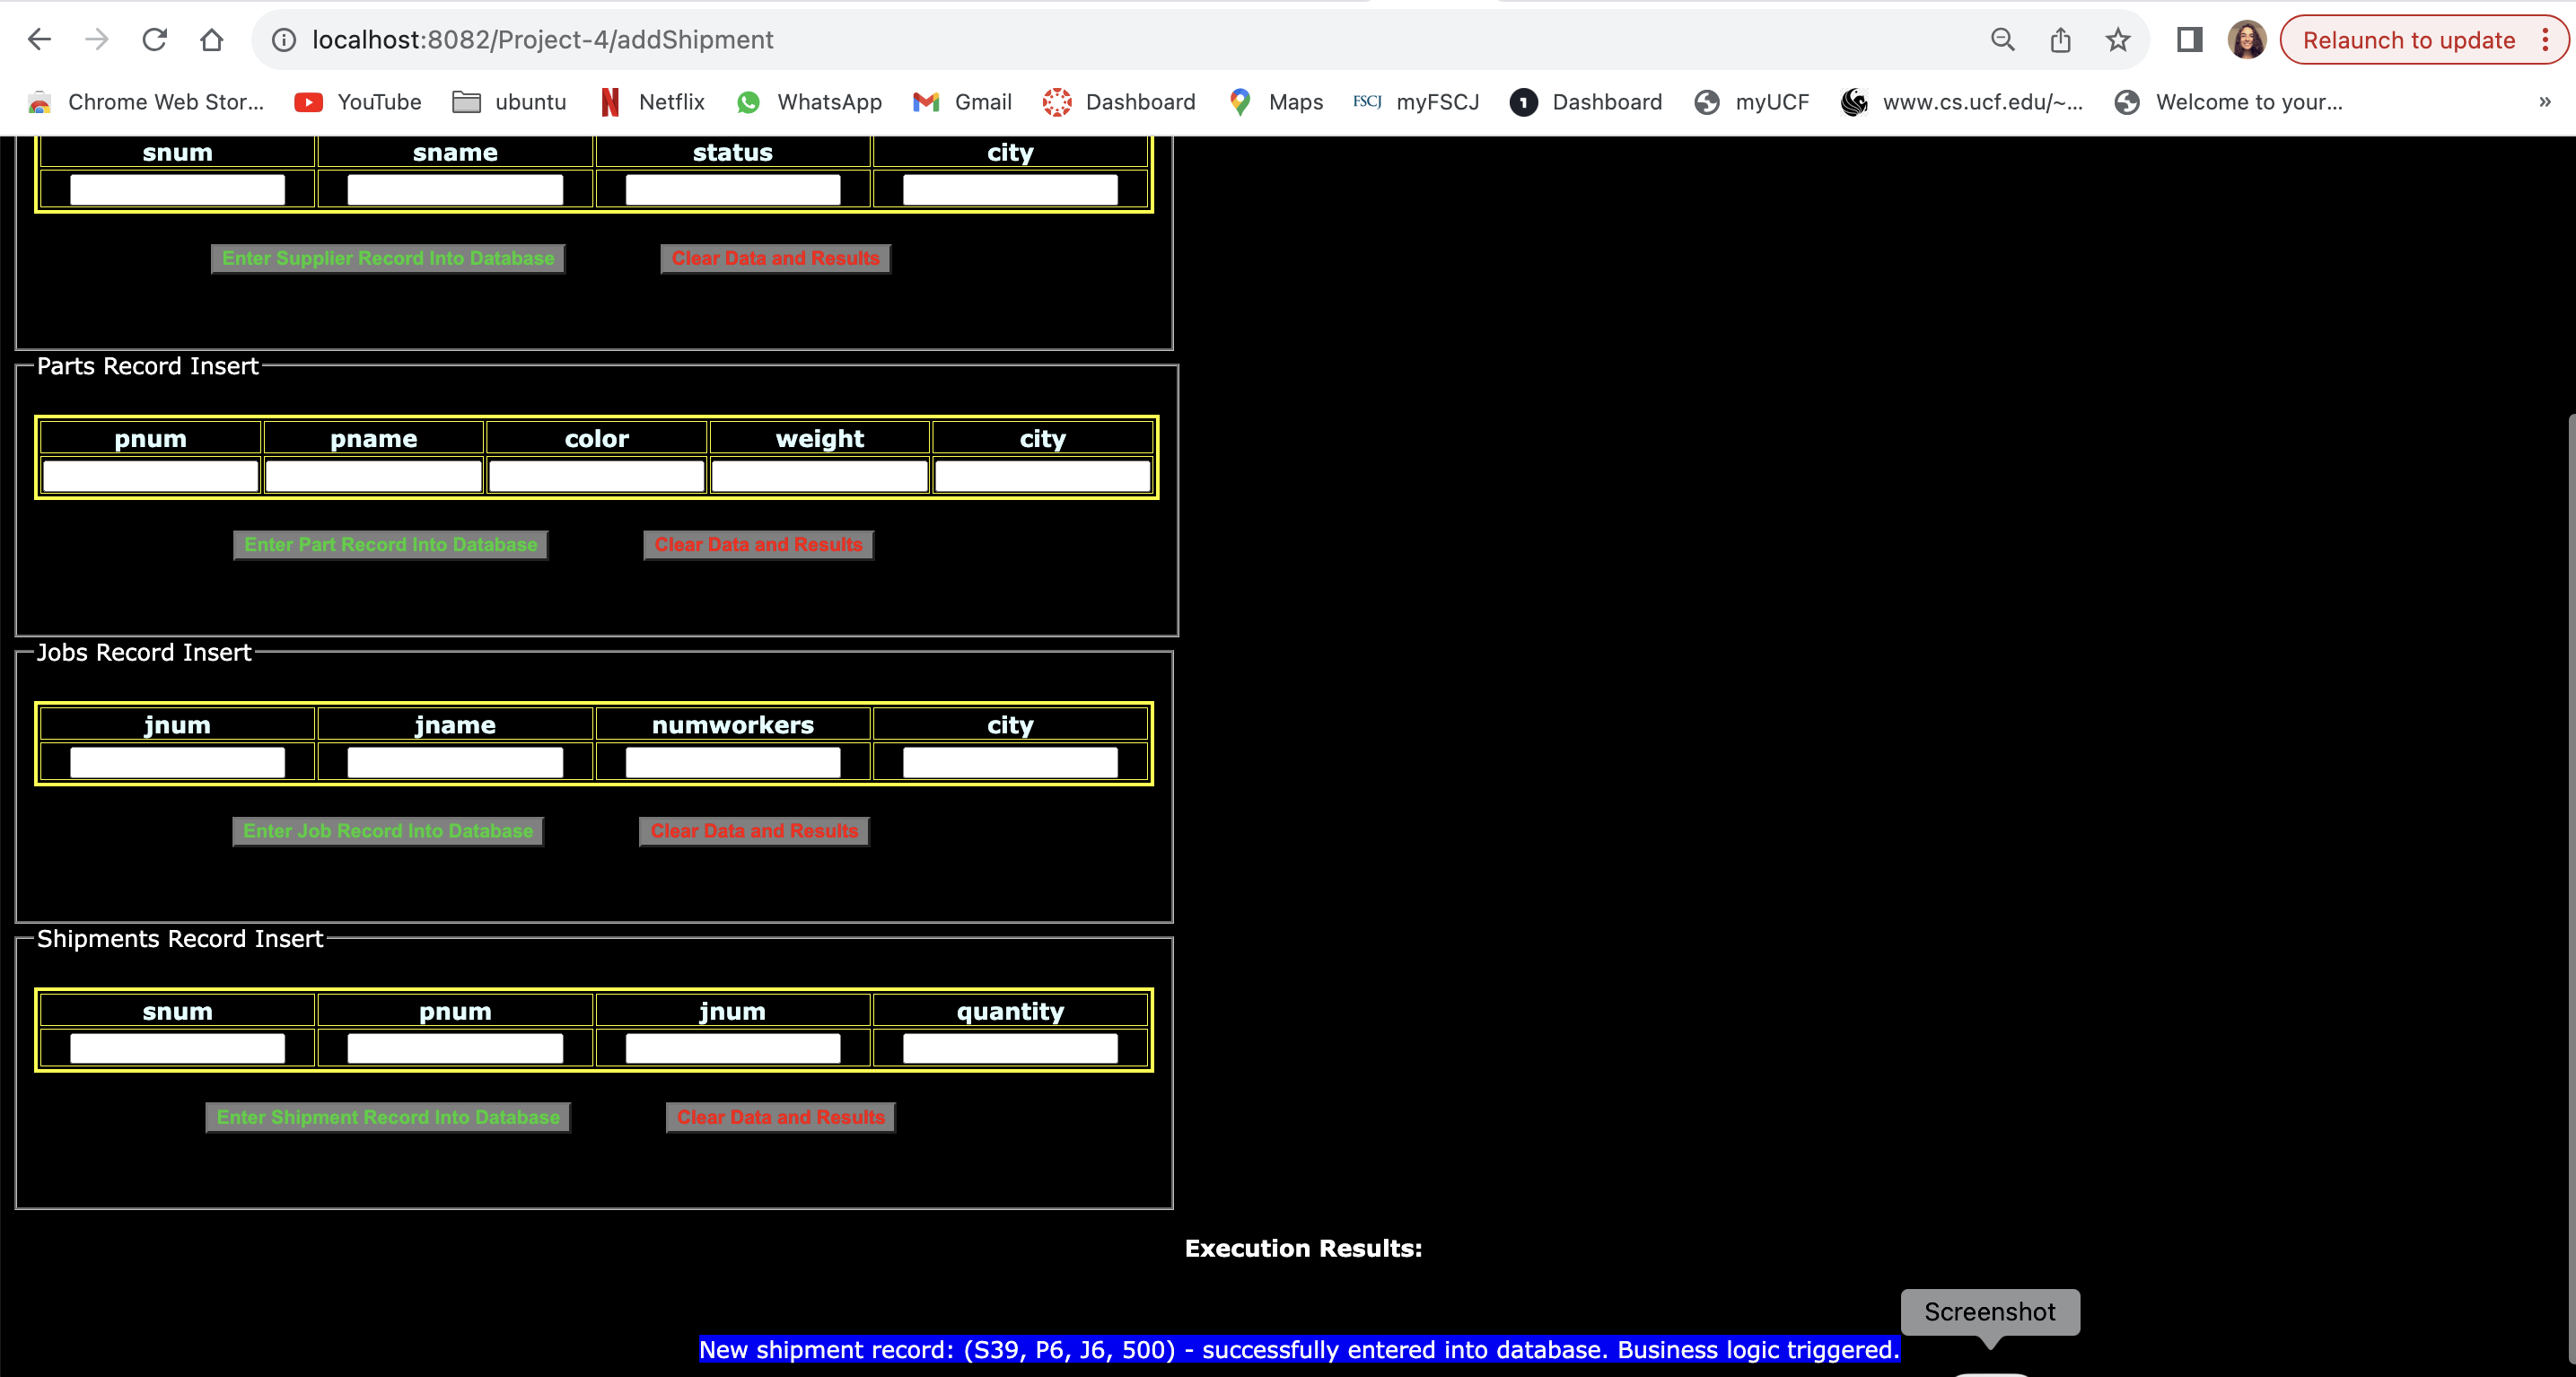 localhost:8082/Project-4/addShipment
Relaunch to update
Chrome Web Stor... YouTube ubuntu Netflix WhatsApp Gmail Dashboard Maps FSCJ myFSCJ 1 Dashboard myUCF www.cs.ucf.edu/~... Welcome to your... »
snum sname status city
Enter Supplier Record Into Database Clear Data and Results
Parts Record Insert
pnum pname color weight city
Enter Part Record Into Database Clear Data and Results
Jobs Record Insert
jnum jname numworkers city
Enter Job Record Into Database Clear Data and Results
Shipments Record Insert
snum pnum jnum quantity
Enter Shipment Record Into Database Clear Data and Results
Execution Results:
Screenshot
New shipment record: (S39, P6, J6, 500) - successfully entered into database. Business logic triggered.